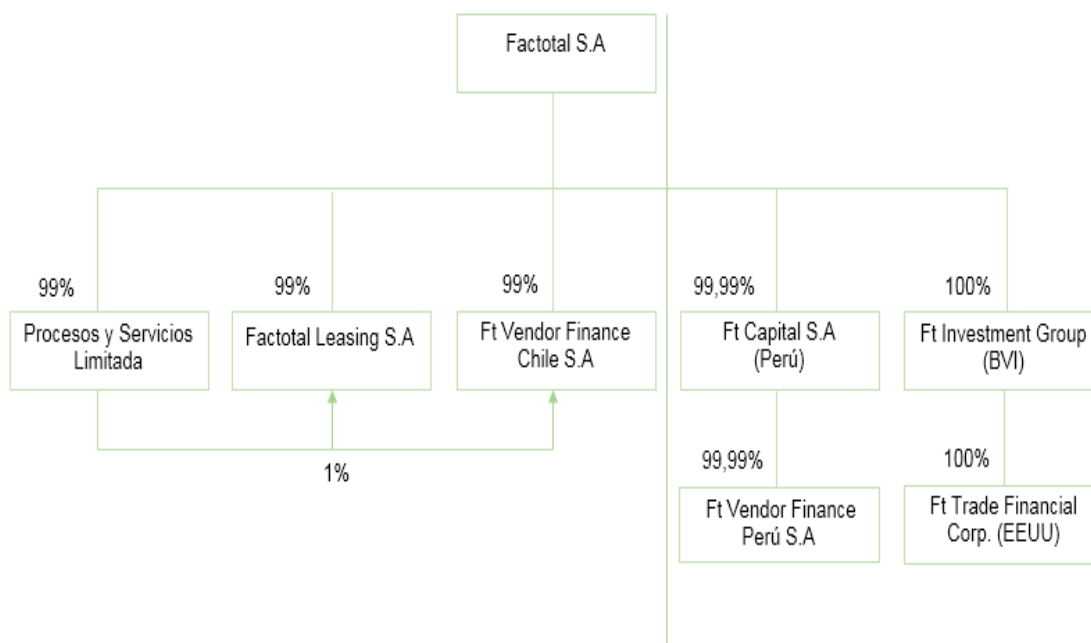 Factotal S.A
99%
99%
99%
99,99%
100%
Procesos y Servicios
Limitada
Factotal Leasing S.A
Ft Vendor Finance
Chile S.A
Ft Capital S.A
(Perú)
Ft Investment Group
(BVI)
1%
99,99%
100%
Ft Vendor Finance
Perú S.A
Ft Trade Financial
Corp. (EEUU)